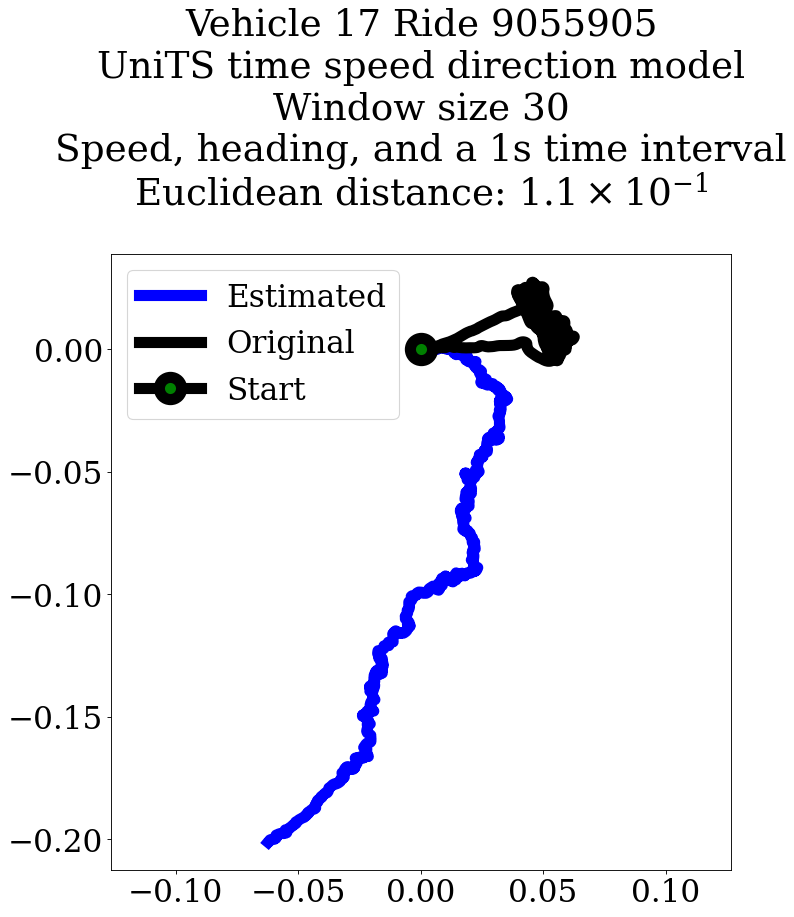 Vehicle 17 Ride 9055905
UniTS time speed direction model
Window size 30
Speed, heading, and a 1s time interval
Euclidean distance: 1.1 × 10⁻¹
Estimated
Original
Start
0.00
−0.05
−0.10
−0.15
−0.20
−0.10 −0.05 0.00 0.05 0.10